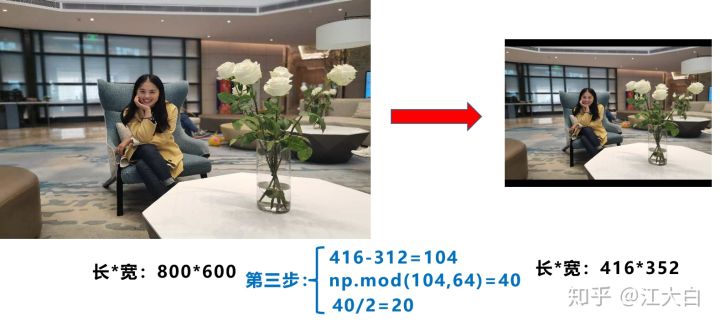 长*宽：800*600
第三步：
416-312=104
np.mod(104,64)=40
40/2=20
长*宽：416*352
知乎 @江大白